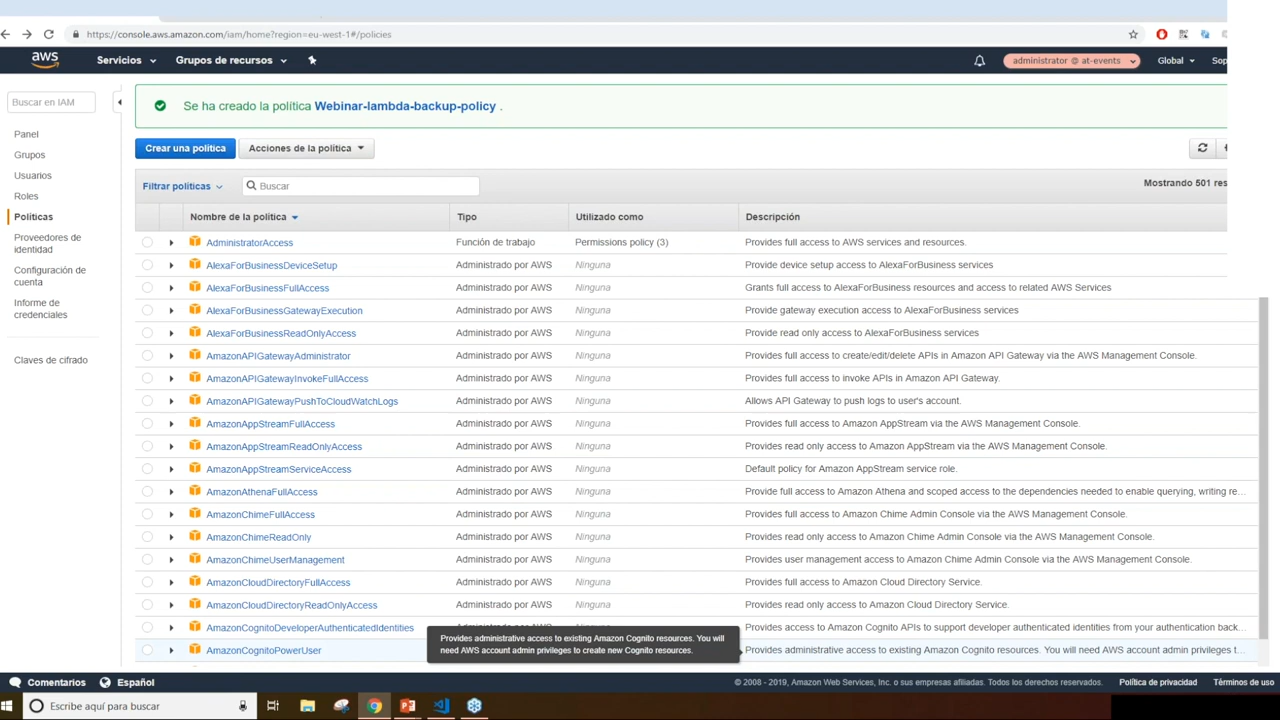 https://console.aws.amazon.com/iam/home?region=eu-west-1#/policies
aws
Servicios
Grupos de recursos
administrator @ at-events
Global
Sop
Buscar en IAM
Panel
Grupos
Usuarios
Roles
Políticas
Proveedores de
identidad
Configuración de
cuenta
Informe de
credenciales
Claves de cifrado
Se ha creado la política Webinar-lambda-backup-policy .
Crear una política
Acciones de la política
Filtrar políticas
Buscar
Mostrando 501 res
Nombre de la política Tipo Utilizado como Descripción
AdministratorAccess Función de trabajo Permissions policy (3) Provides full access to AWS services and resources.
AlexaForBusinessDeviceSetup Administrado por AWS Ninguna Provide device setup access to AlexaForBusiness services
AlexaForBusinessFullAccess Administrado por AWS Ninguna Grants full access to AlexaForBusiness resources and access to related AWS Services
AlexaForBusinessGatewayExecution Administrado por AWS Ninguna Provide gateway execution access to AlexaForBusiness services
AlexaForBusinessReadOnlyAccess Administrado por AWS Ninguna Provide read only access to AlexaForBusiness services
AmazonAPIGatewayAdministrator Administrado por AWS Ninguna Provides full access to create/edit/delete APIs in Amazon API Gateway via the AWS Management Console.
AmazonAPIGatewayInvokeFullAccess Administrado por AWS Ninguna Provides full access to invoke APIs in Amazon API Gateway.
AmazonAPIGatewayPushToCloudWatchLogs Administrado por AWS Ninguna Allows API Gateway to push logs to user's account.
AmazonAppStreamFullAccess Administrado por AWS Ninguna Provides full access to Amazon AppStream via the AWS Management Console.
AmazonAppStreamReadOnlyAccess Administrado por AWS Ninguna Provides read only access to Amazon AppStream via the AWS Management Console.
AmazonAppStreamServiceAccess Administrado por AWS Ninguna Default policy for Amazon AppStream service role.
AmazonAthenaFullAccess Administrado por AWS Ninguna Provide full access to Amazon Athena and scoped access to the dependencies needed to enable querying, writing re...
AmazonChimeFullAccess Administrado por AWS Ninguna Provides full access to Amazon Chime Admin Console via the AWS Management Console.
AmazonChimeReadOnly Administrado por AWS Ninguna Provides read only access to Amazon Chime Admin Console via the AWS Management Console.
AmazonChimeUserManagement Administrado por AWS Ninguna Provides user management access to Amazon Chime Admin Console via the AWS Management Console.
AmazonCloudDirectoryFullAccess Administrado por AWS Ninguna Provides full access to Amazon Cloud Directory Service.
AmazonCloudDirectoryReadOnlyAccess Administrado por AWS Ninguna Provides read only access to Amazon Cloud Directory Service.
AmazonCognitoDeveloperAuthenticatedIdentities Provides access to Amazon Cognito APIs to support developer authenticated identities from your authentication back...
Provides administrative access to existing Amazon Cognito resources. You will
need AWS account admin privileges to create new Cognito resources.
AmazonCognitoPowerUser Provides administrative access to existing Amazon Cognito resources. You will need AWS account admin privileges t...
Comentarios
Español
© 2008 - 2019, Amazon Web Services, Inc. o sus empresas afiliadas. Todos los derechos reservados.
Política de privacidad
Términos de uso
Escribe aquí para buscar